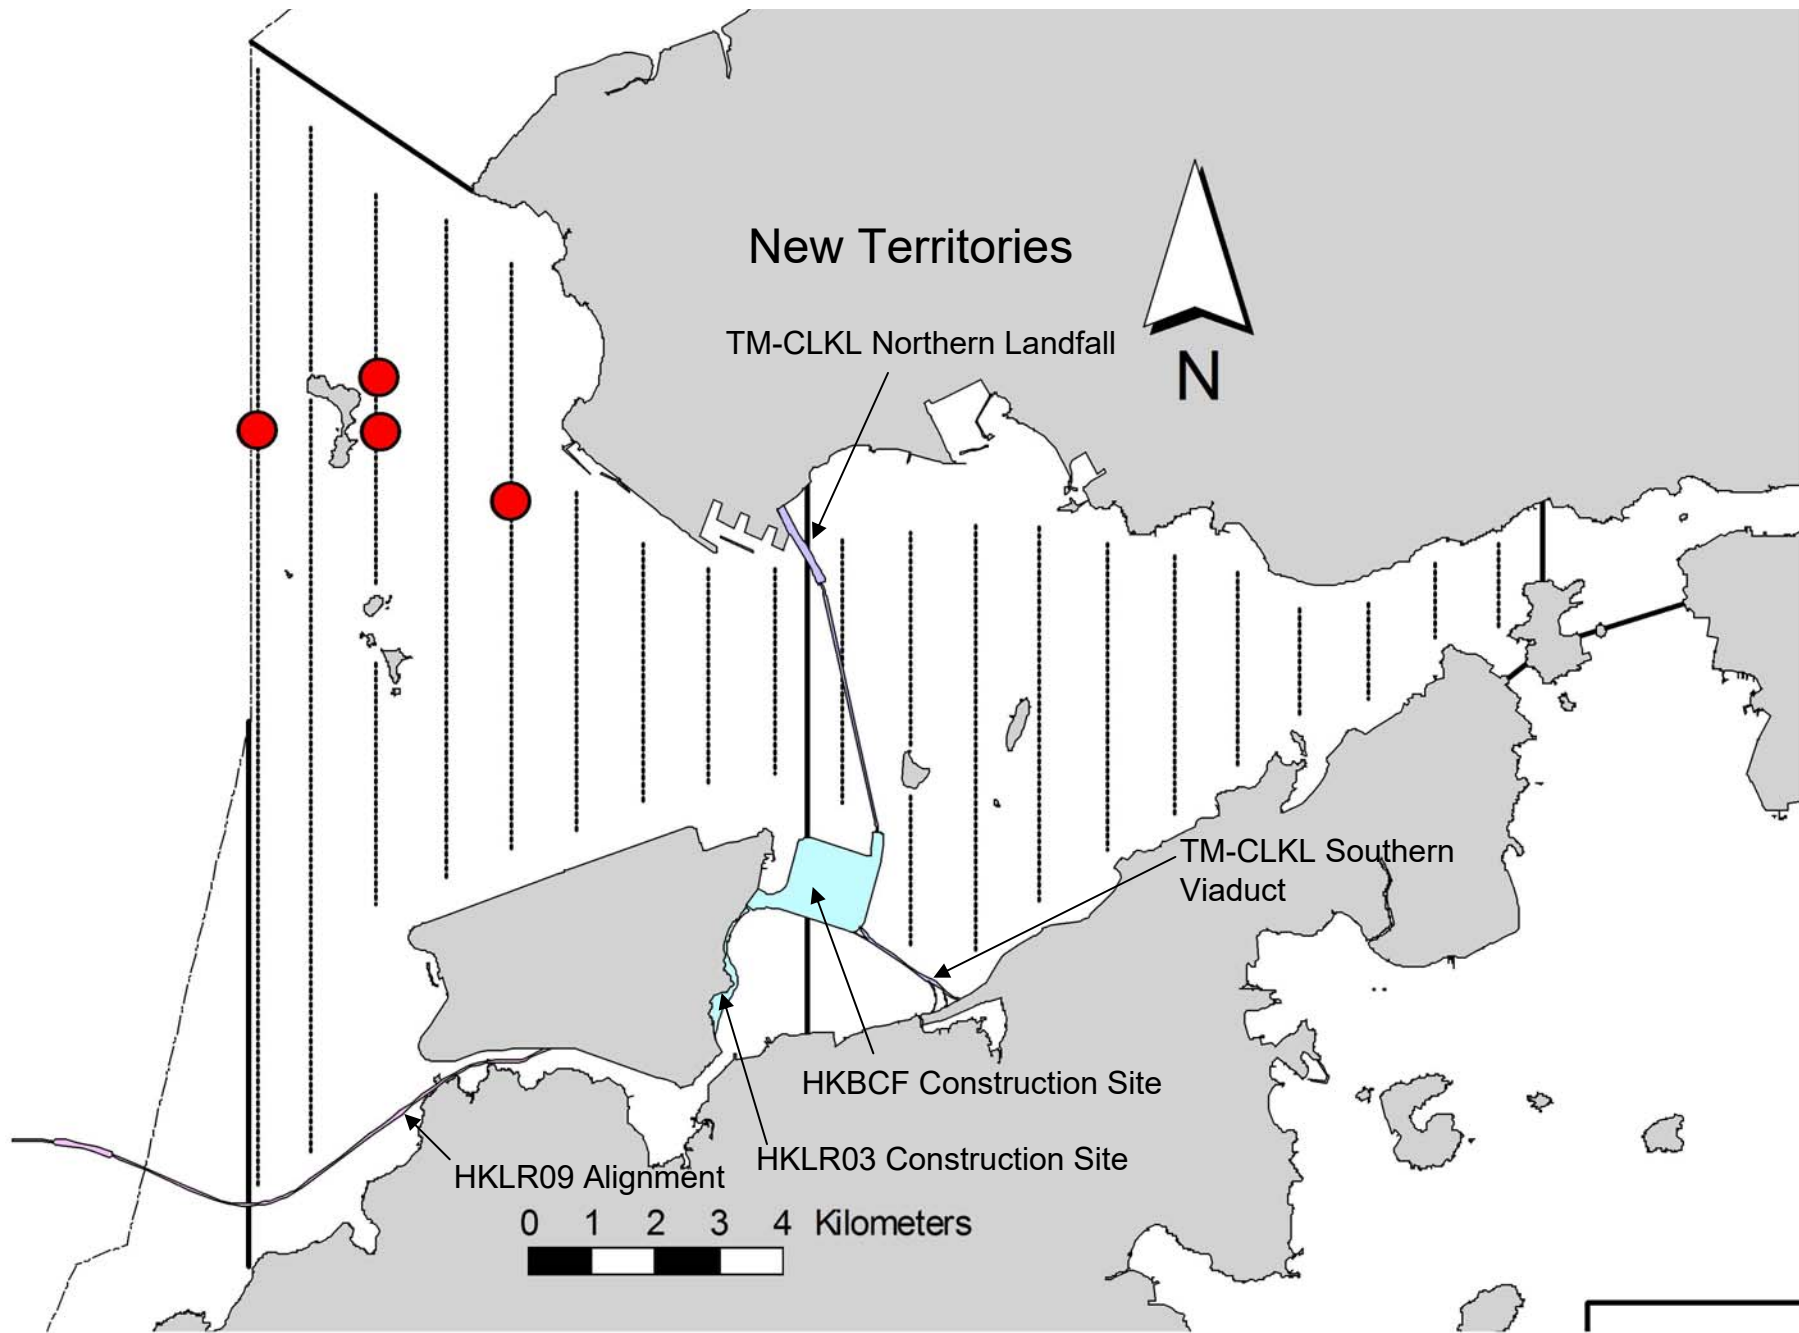 New Territories
TM-CLKL Northern Landfall
N
TM-CLKL Southern
Viaduct
HKBCF Construction Site
HKLR03 Construction Site
HKLR09 Alignment
0 1 2 3 4 Kilometers